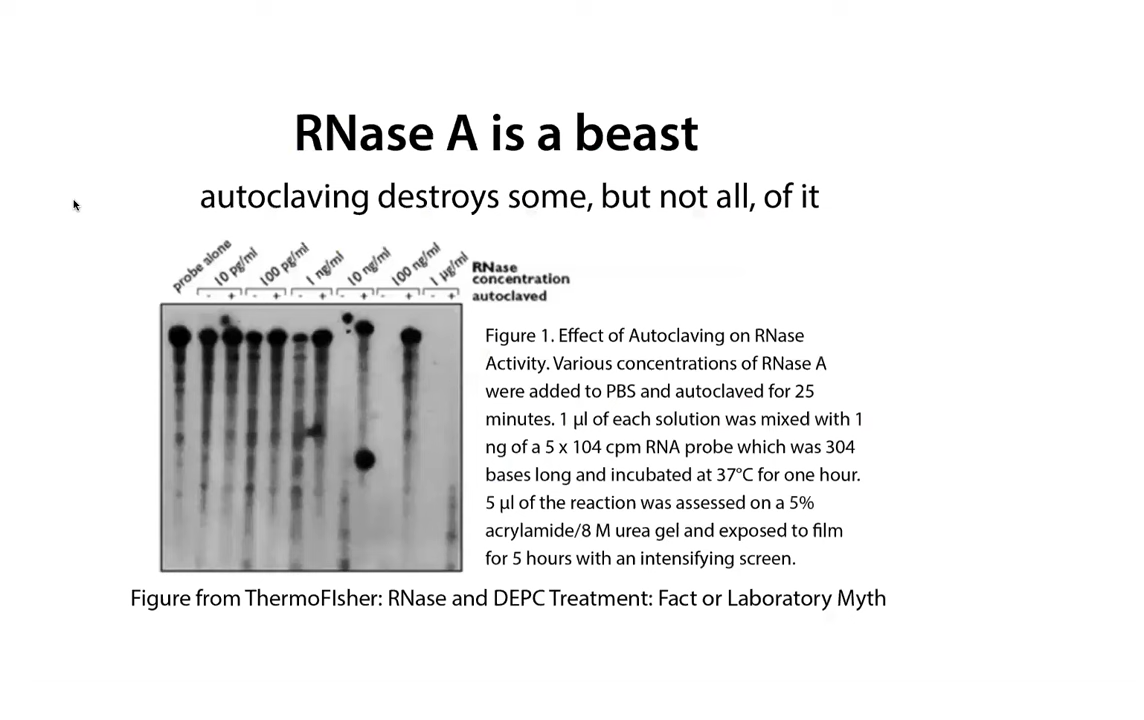 RNase A is a beast
autoclaving destroys some, but not all, of it
probe alone
10 pg/ml
100 pg/ml
1 ng/ml
10 ng/ml
100 ng/ml
1 µg/ml
RNase
concentration
- + - + - + - + - + - +
autoclaved
Figure 1. Effect of Autoclaving on RNase
Activity. Various concentrations of RNase A
were added to PBS and autoclaved for 25
minutes. 1 µl of each solution was mixed with 1
ng of a 5 x 104 cpm RNA probe which was 304
bases long and incubated at 37°C for one hour.
5 µl of the reaction was assessed on a 5%
acrylamide/8 M urea gel and exposed to film
for 5 hours with an intensifying screen.
Figure from ThermoFIsher: RNase and DEPC Treatment: Fact or Laboratory Myth